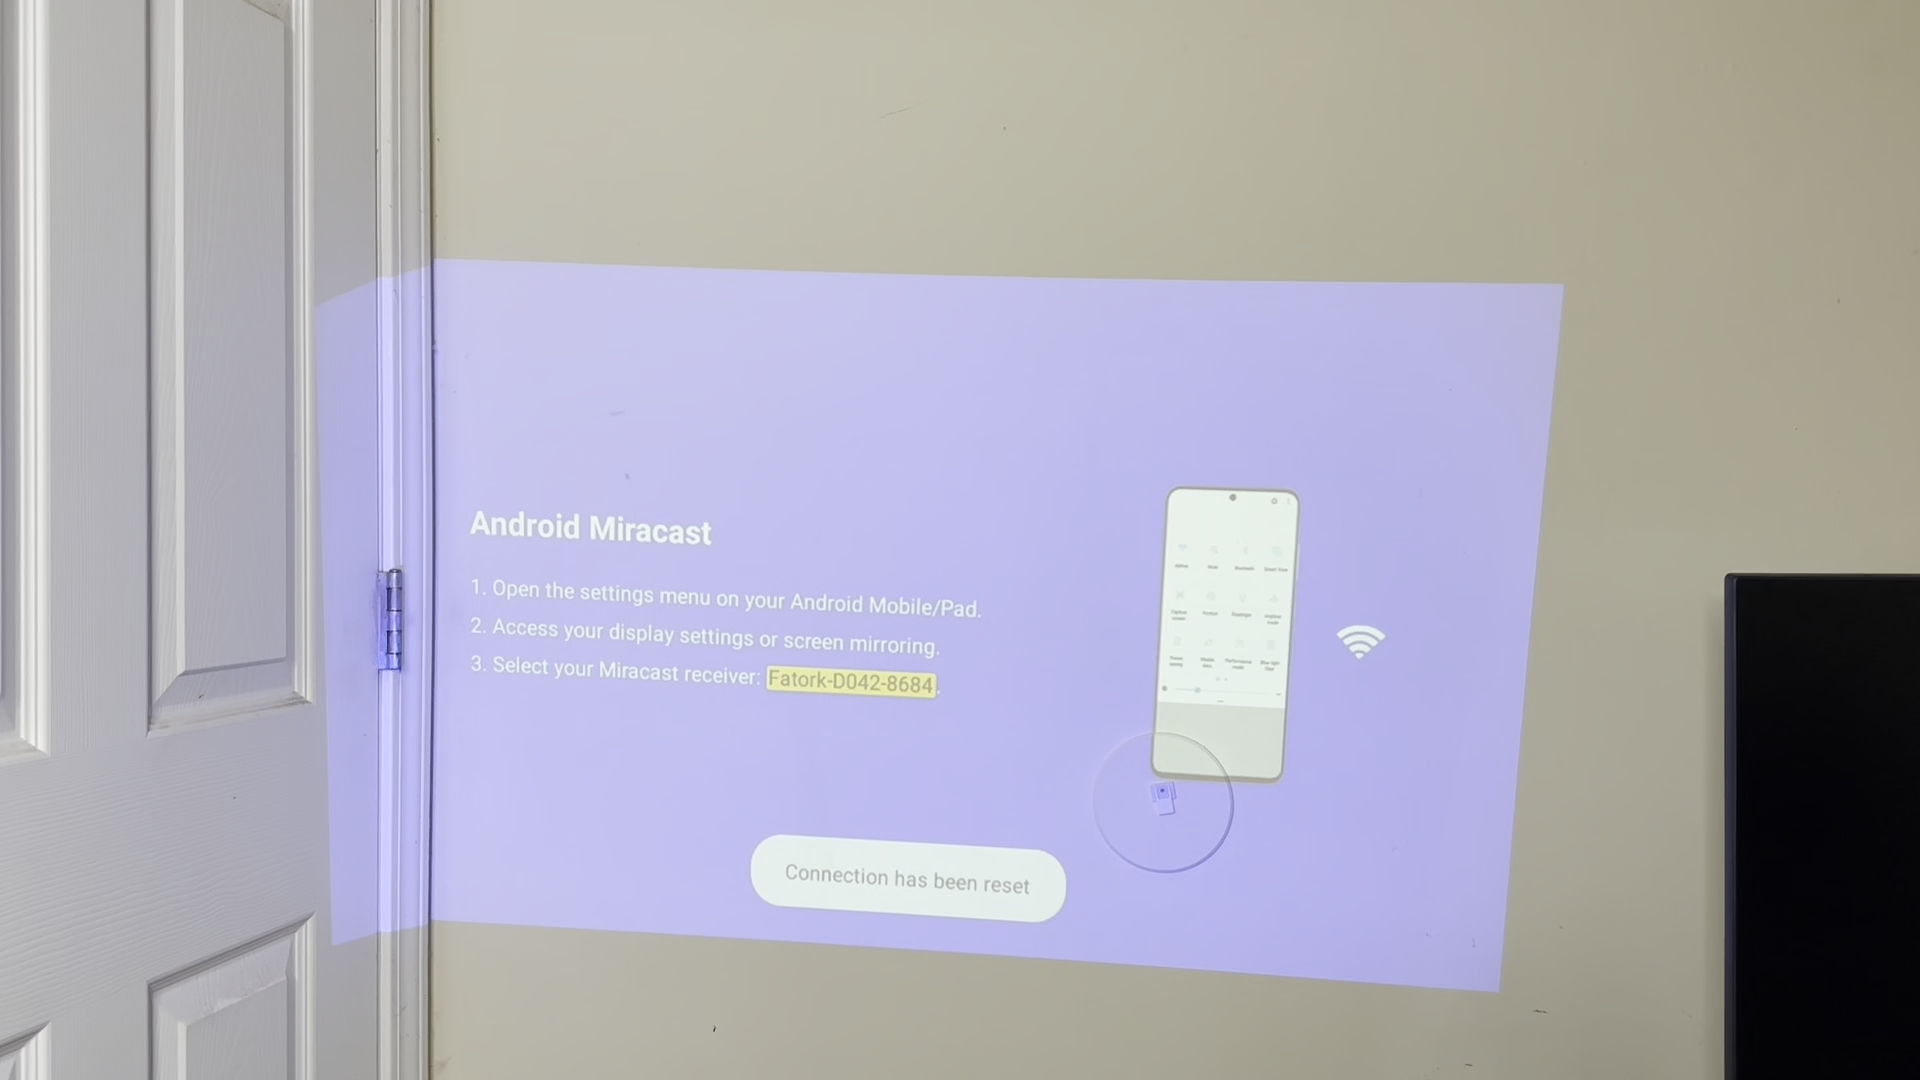 Android Miracast
1. Open the settings menu on your Android Mobile/Pad.
2. Access your display settings or screen mirroring.
3. Select your Miracast receiver: Fatork-D042-8684.
Connection has been reset